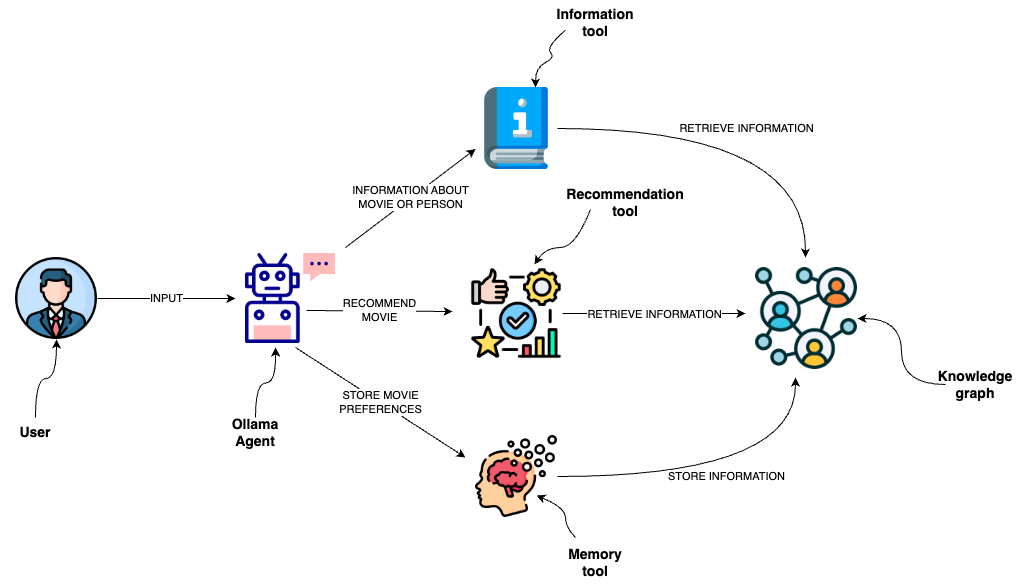 Information
tool
RETRIEVE INFORMATION
INFORMATION ABOUT
MOVIE OR PERSON
Recommendation
tool
INPUT
RECOMMEND
MOVIE
RETRIEVE INFORMATION
Knowledge
graph
STORE MOVIE
PREFERENCES
User
Ollama
Agent
STORE INFORMATION
Memory
tool